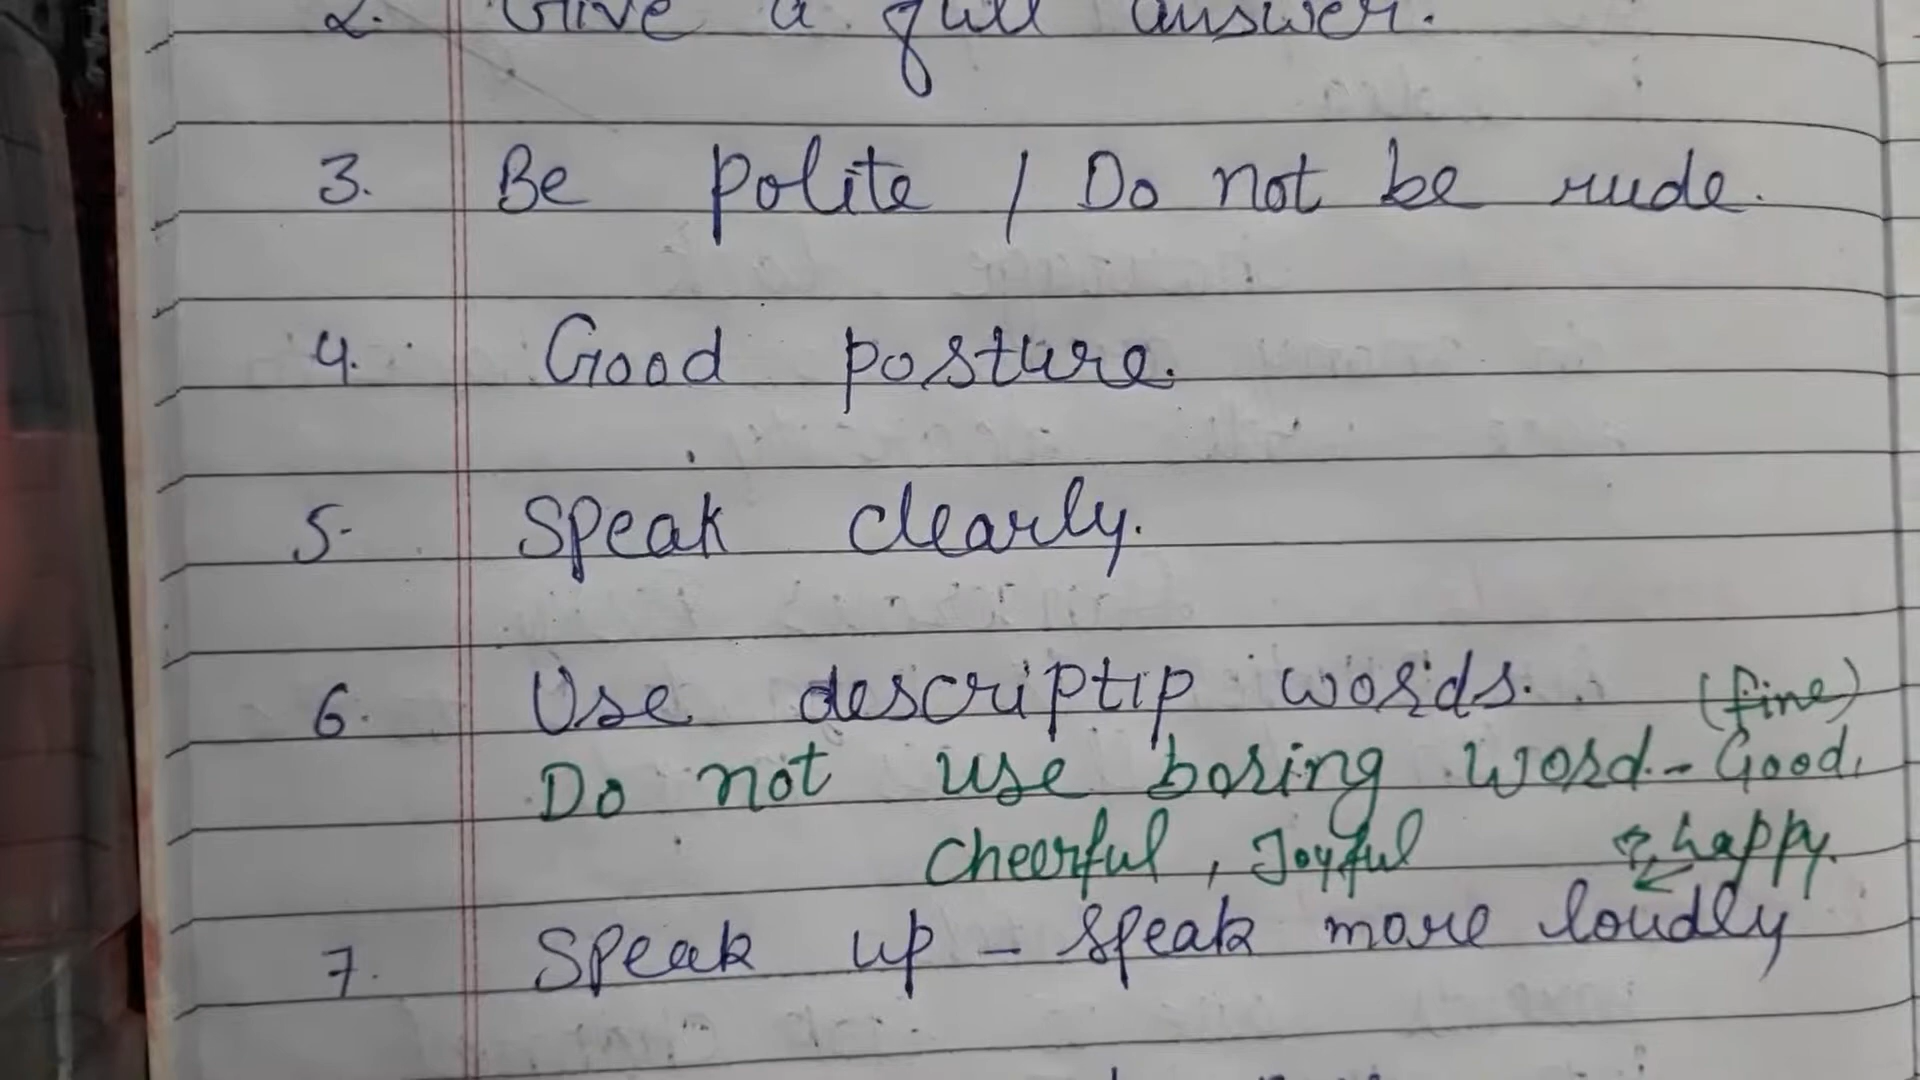 2. Give a full answer.
3. Be polite / Do not be rude.
4. Good posture.
5. Speak clearly.
6. Use descriptip words.
(fine)
Do not use boring word. - Good,
cheerful, Joyful happy.
7. Speak up - speak more loudly